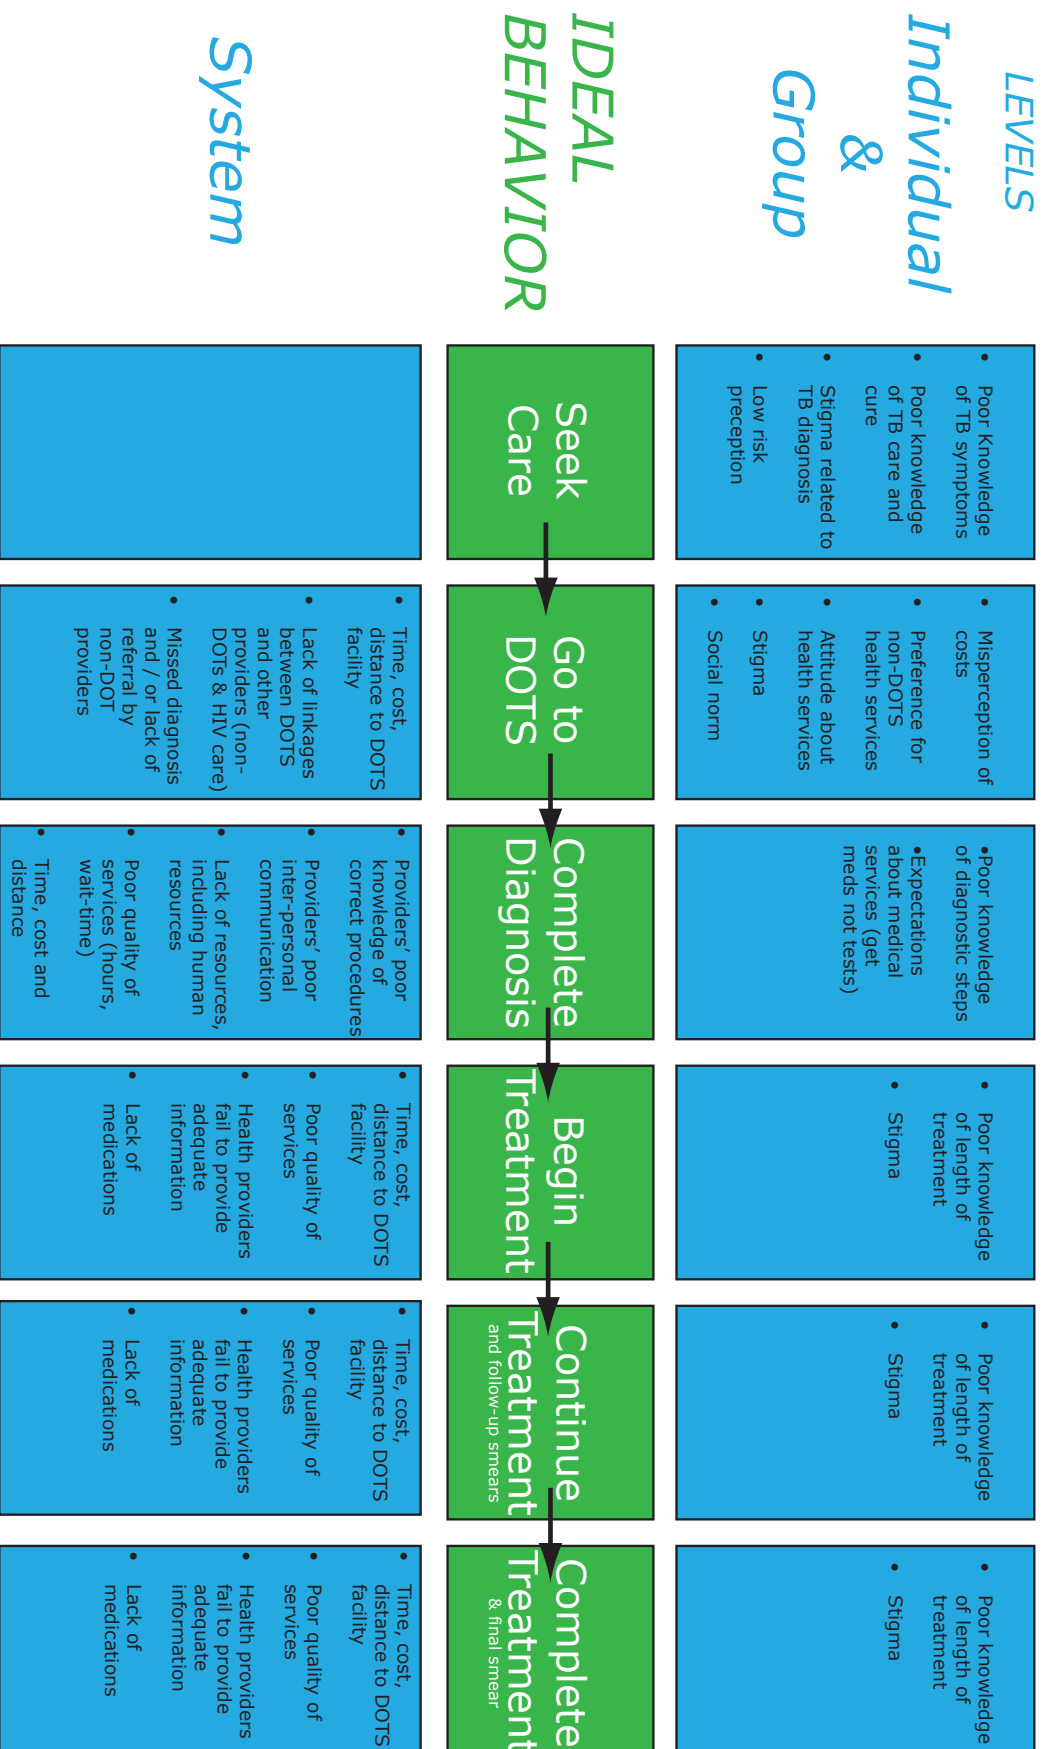 LEVELS
Individual
&
Group
Poor Knowledge
of TB symptoms
Poor knowledge
of TB care and
cure
Stigma related to
TB diagnosis
Low risk
preception
Misperception of
costs
Preference for
non-DOTS
health services
Attitude about
health services
Stigma
Social norm
Poor knowledge
of diagnostic steps
Expectations
about medical
services (get
meds not tests)
Poor knowledge
of length of
treatment
Stigma
Poor knowledge
of length of
treatment
Stigma
Poor knowledge
of length of
treatment
Stigma
IDEAL
BEHAVIOR
Seek
Care
Go to
DOTS
Complete
Diagnosis
Begin
Treatment
Continue
Treatment
and follow-up smears
Complete
Treatment
& final smear
System
Time, cost,
distance to DOTS
facility
Lack of linkages
between DOTS
and other
providers (non-
DOTs & HIV care)
Missed diagnosis
and / or lack of
referral by
non-DOT
providers
Providers’ poor
knowledge of
correct procedures
Providers’ poor
inter-personal
communication
Lack of resources,
including human
resources
Poor quality of
services (hours,
wait-time)
Time, cost and
distance
Time, cost,
distance to DOTS
facility
Poor quality of
services
Health providers
fail to provide
adequate
information
Lack of
medications
Time, cost,
distance to DOTS
facility
Poor quality of
services
Health providers
fail to provide
adequate
information
Lack of
medications
Time, cost,
distance to DOTS
facility
Poor quality of
services
Health providers
fail to provide
adequate
information
Lack of
medications